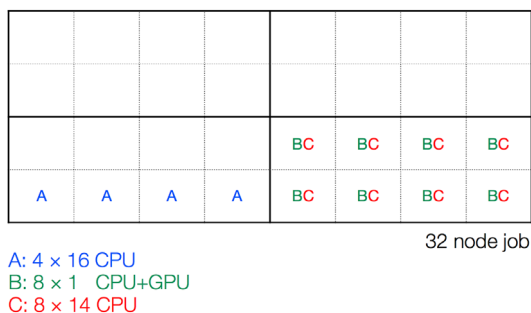 BC BC BC BC
A A A A BC BC BC BC
32 node job
A: 4 × 16 CPU
B: 8 × 1 CPU+GPU
C: 8 × 14 CPU